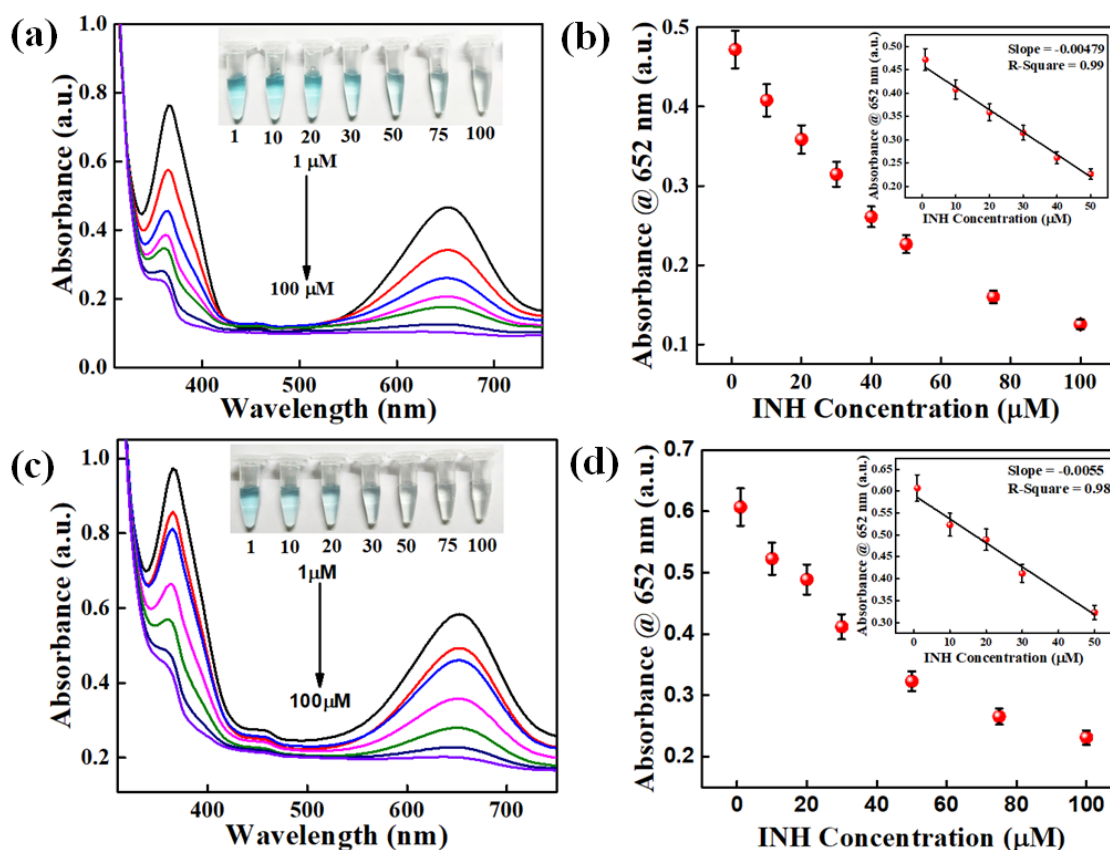 (a)
1.0
0.8
0.6
0.4
0.2
0.0
Absorbance (a.u.)
1 10 20 30 50 75 100
1 μM
100 μM
400 500 600 700
Wavelength (nm)
(b)
0.5
0.4
0.3
0.2
0.1
Absorbance @ 652 nm (a.u.)
0 20 40 60 80 100
INH Concentration (μM)
Slope = -0.00479
R-Square = 0.99
0.50
0.45
0.40
0.35
0.30
0.25
0.20
Absorbance @ 652 nm (a.u.)
0 10 20 30 40 50
INH Concentration (μM)
(c)
1.0
0.8
0.6
0.4
0.2
Absorbance (a.u.)
1 10 20 30 50 75 100
1μM
100μM
400 500 600 700
Wavelength (nm)
(d)
0.7
0.6
0.5
0.4
0.3
0.2
Absorbance @ 652 nm (a.u.)
0 20 40 60 80 100
INH Concentration (μM)
Slope = -0.0055
R-Square = 0.98
0.65
0.60
0.55
0.50
0.45
0.40
0.35
0.30
Absorbance @ 652 nm (a.u.)
0 10 20 30 40 50
INH Concentration (μM)